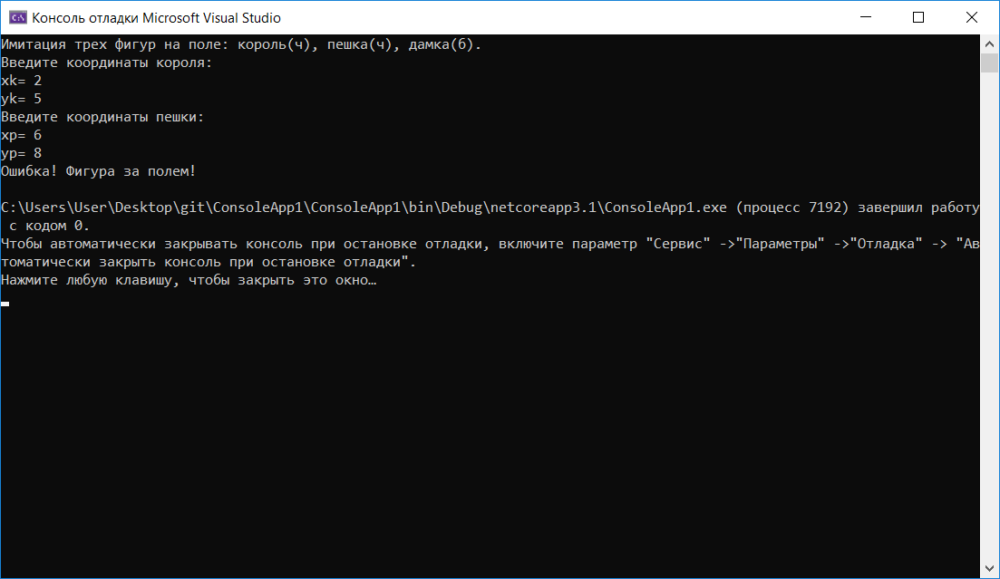 Консоль отладки Microsoft Visual Studio
Имитация трех фигур на поле: король(ч), пешка(ч), дамка(б).
Введите координаты короля:
xk= 2
yk= 5
Введите координаты пешки:
xp= 6
yp= 8
Ошибка! Фигура за полем!
C:\Users\User\Desktop\git\ConsoleApp1\ConsoleApp1\bin\Debug\netcoreapp3.1\ConsoleApp1.exe (процесс 7192) завершил работу
с кодом 0.
Чтобы автоматически закрывать консоль при остановке отладки, включите параметр "Сервис" ->"Параметры" ->"Отладка" -> "Ав
томатически закрыть консоль при остановке отладки".
Нажмите любую клавишу, чтобы закрыть это окно…